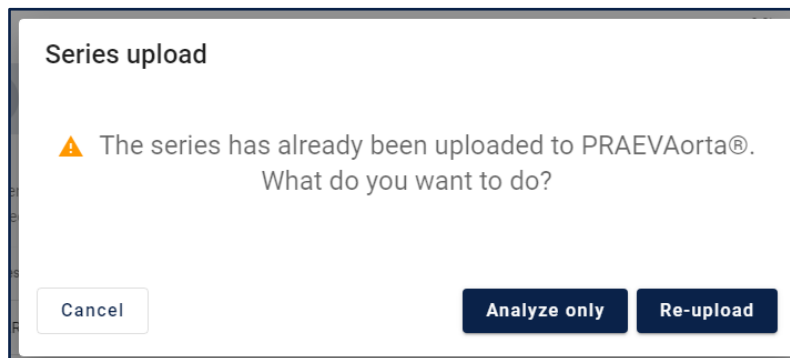 Series upload
The series has already been uploaded to PRAEVAorta®.
What do you want to do?
Cancel
Analyze only
Re-upload